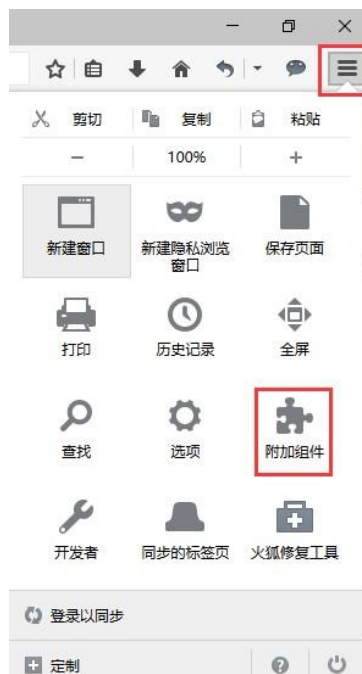 剪切 复制 粘贴
− 100% +
新建窗口 新建隐私浏览 保存页面
窗口
打印 历史记录 全屏
查找 选项 附加组件
开发者 同步的标签页 火狐修复工具
登录以同步
定制